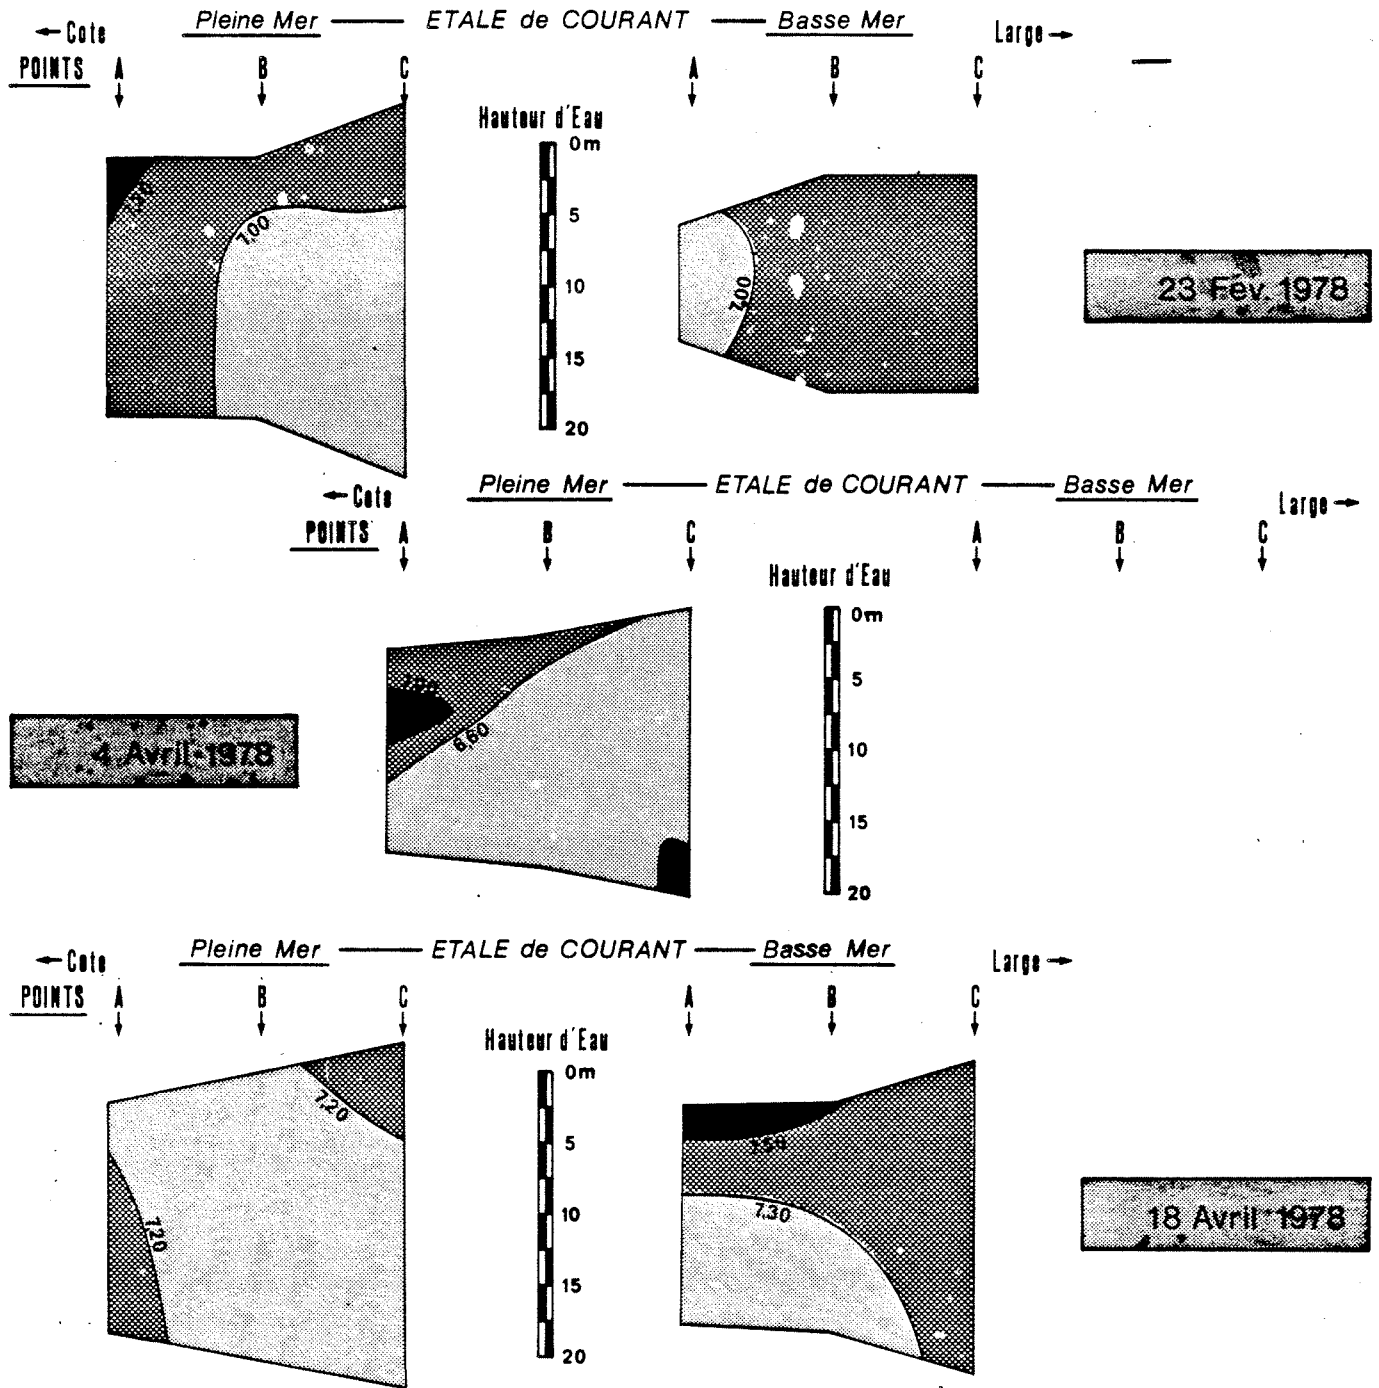 Pleine Mer ETALE de COURANT Basse Mer
← Cote Large →
POINTS A B C A B C
Hauteur d'Eau
0m
5
10
15
20
7,00
7,00
23 Fév. 1978
Pleine Mer ETALE de COURANT Basse Mer
← Cote Large →
POINTS A B C A B C
Hauteur d'Eau
0m
5
10
15
20
6,60
4 Avril 1978
Pleine Mer ETALE de COURANT Basse Mer
← Cote Large →
POINTS A B C A B C
Hauteur d'Eau
0m
5
10
15
20
7,20
7,20
7,30
18 Avril 1978